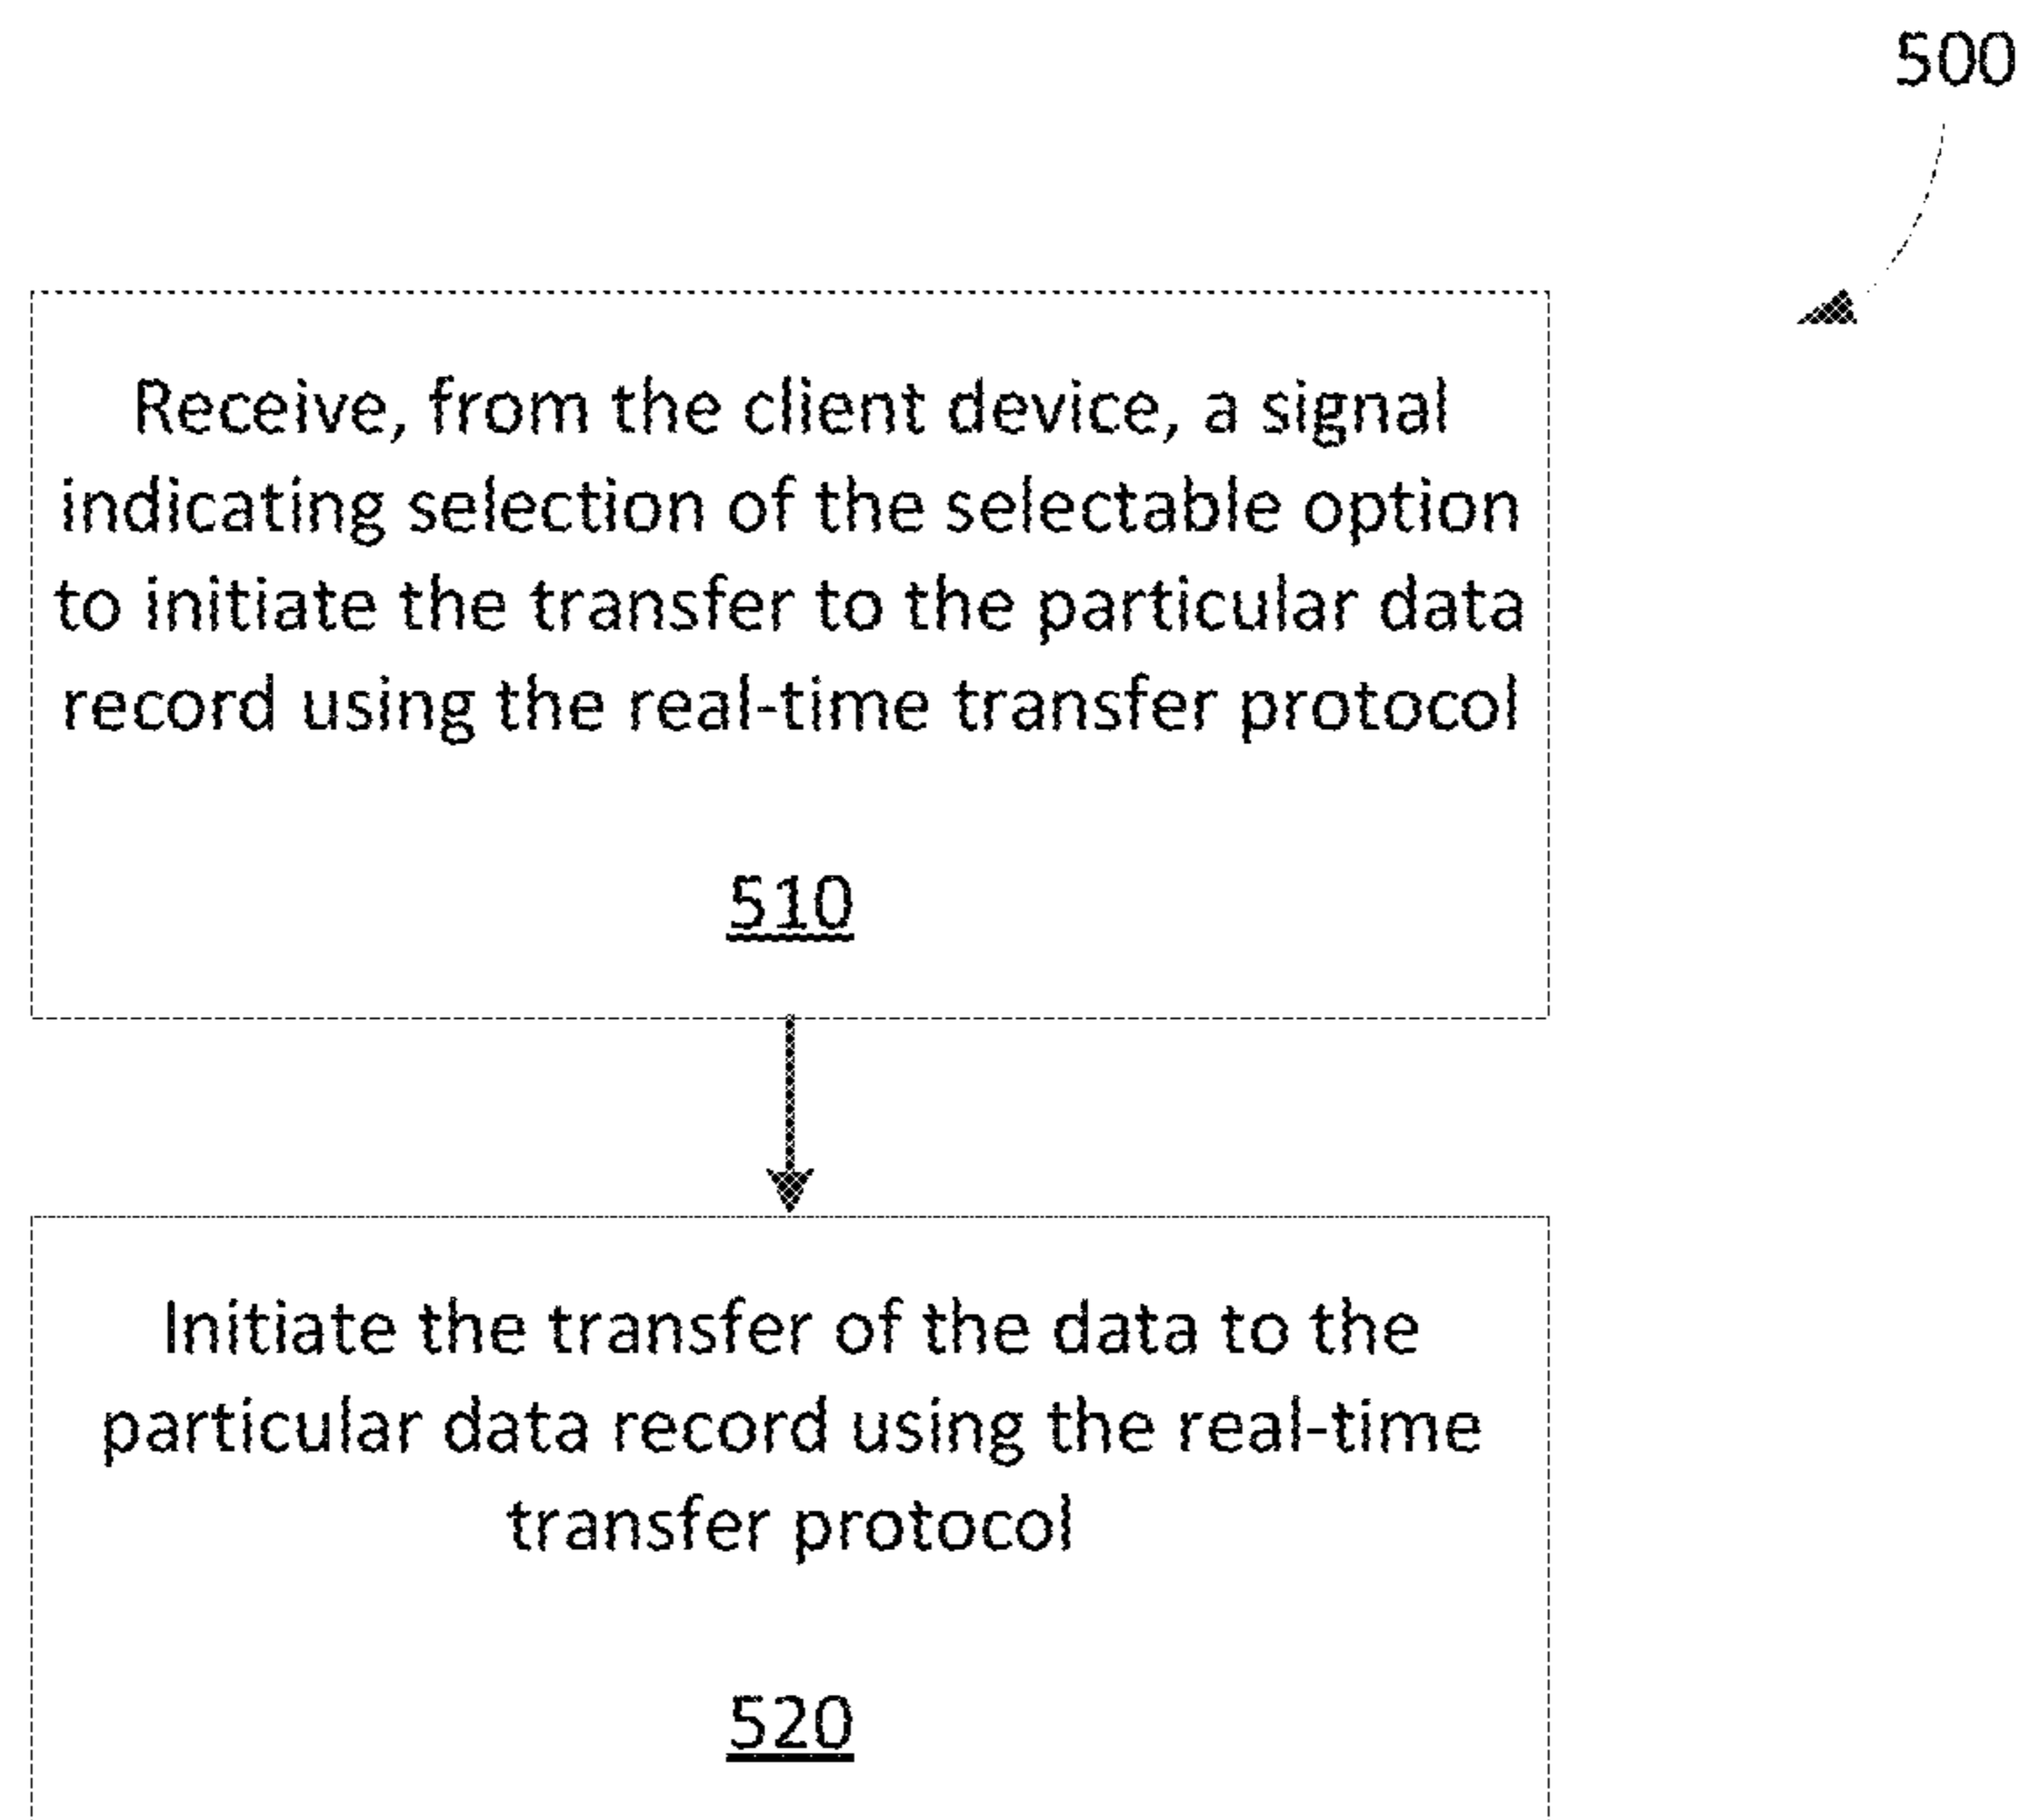 500
Receive, from the client device, a signal
indicating selection of the selectable option
to initiate the transfer to the particular data
record using the real-time transfer protocol
510
Initiate the transfer of the data to the
particular data record using the real-time
transfer protocol
520